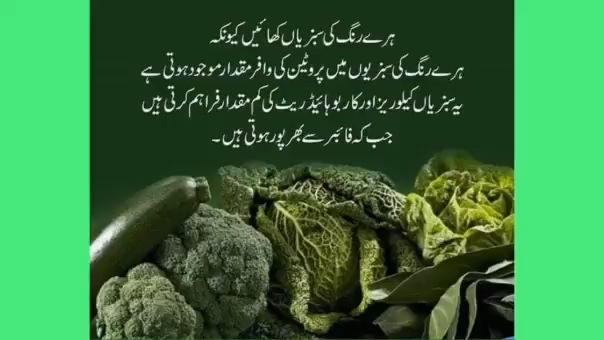 ہرے رنگ کی سبزیاں کھائیں کیونکہ
ہرے رنگ کی سبزیوں میں پروٹین کی وافر مقدار موجود ہوتی ہے
یہ سبزیاں کیلوریز اور کاربوہائیڈریٹ کی کم مقدار فراہم کرتی ہیں
جب کہ فائبر سے بھرپور ہوتی ہیں۔